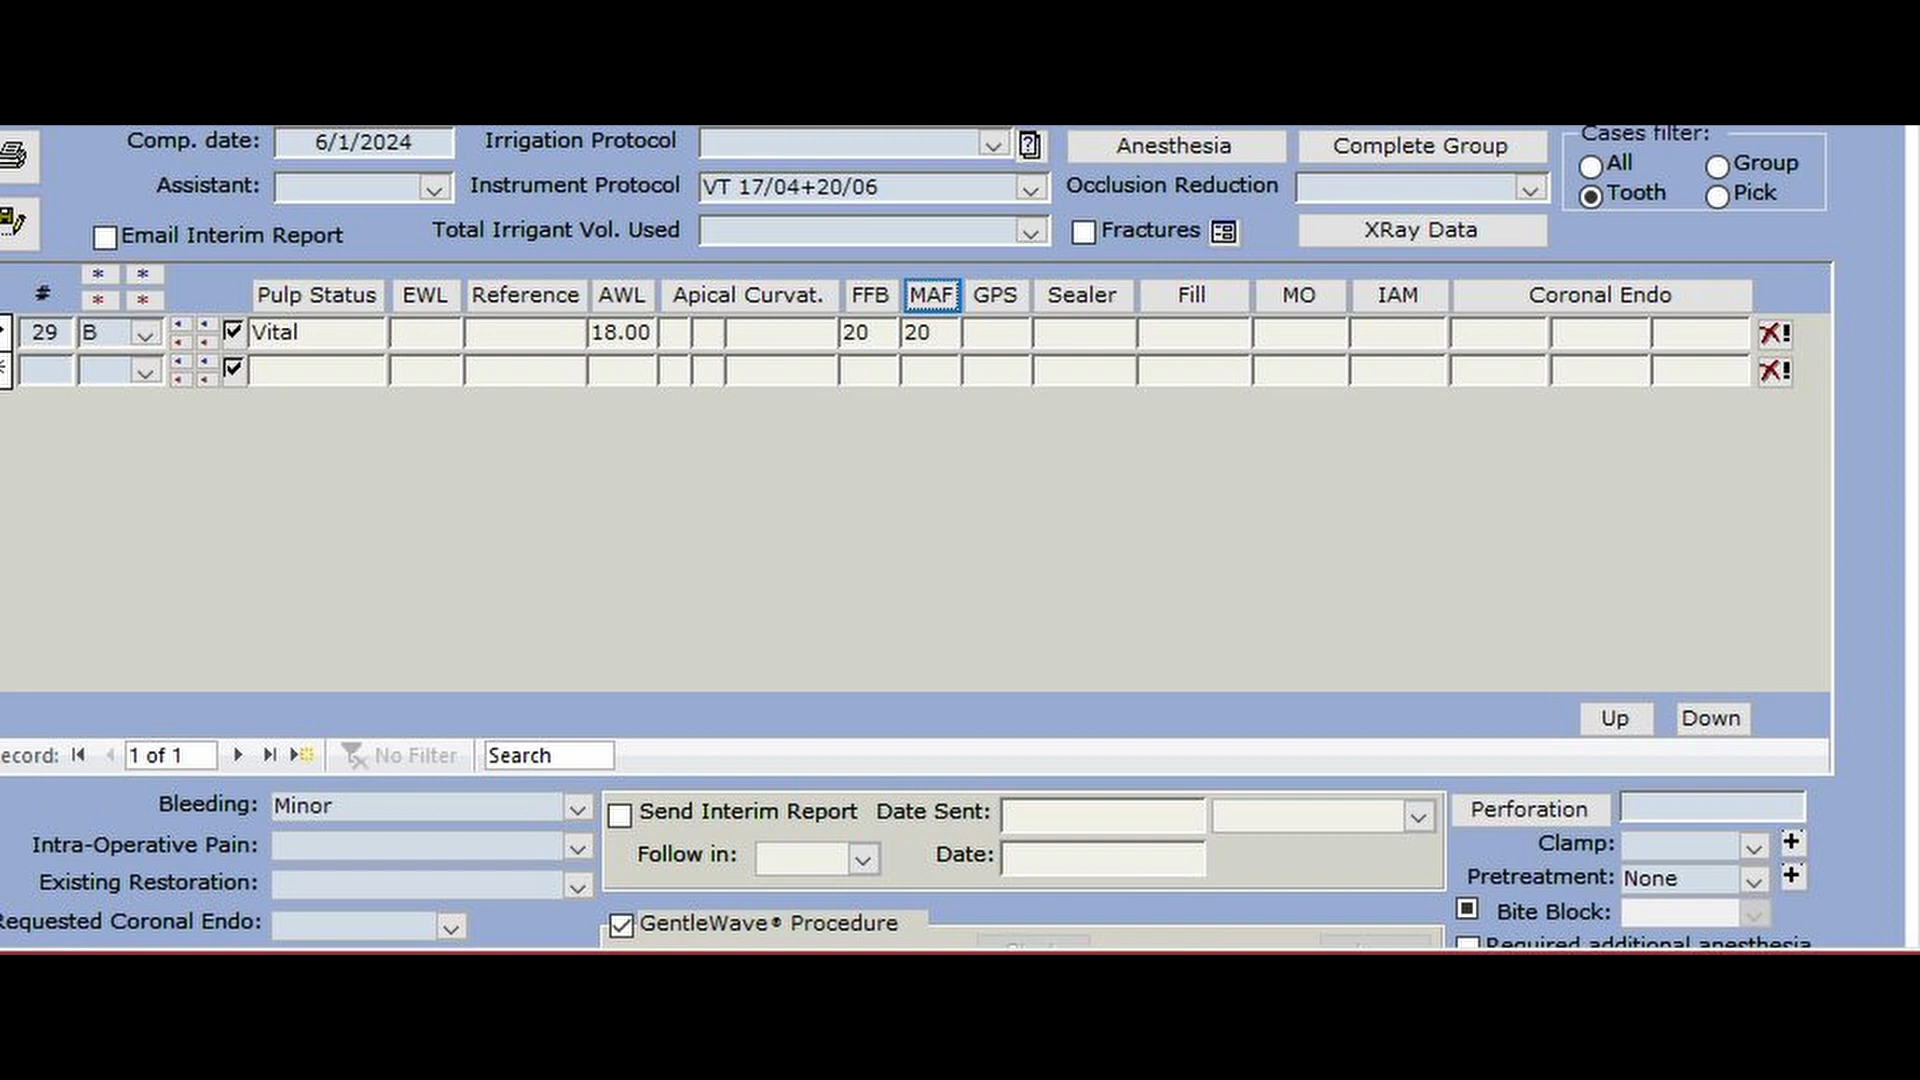 Comp. date: 6/1/2024 Irrigation Protocol Anesthesia Complete Group Cases filter:
All Group
Assistant: Instrument Protocol VT 17/04+20/06 Occlusion Reduction Tooth Pick
Email Interim Report Total Irrigant Vol. Used Fractures XRay Data
* *
# * * Pulp Status EWL Reference AWL Apical Curvat. FFB MAF GPS Sealer Fill MO IAM Coronal Endo
29 B Vital 18.00 20 20
Up Down
ecord: 1 of 1 No Filter Search
Bleeding: Minor Send Interim Report Date Sent: Perforation
Intra-Operative Pain: Follow in: Date: Clamp:
Existing Restoration: Pretreatment: None
Requested Coronal Endo: GentleWave® Procedure Bite Block:
Required additional anesthesia